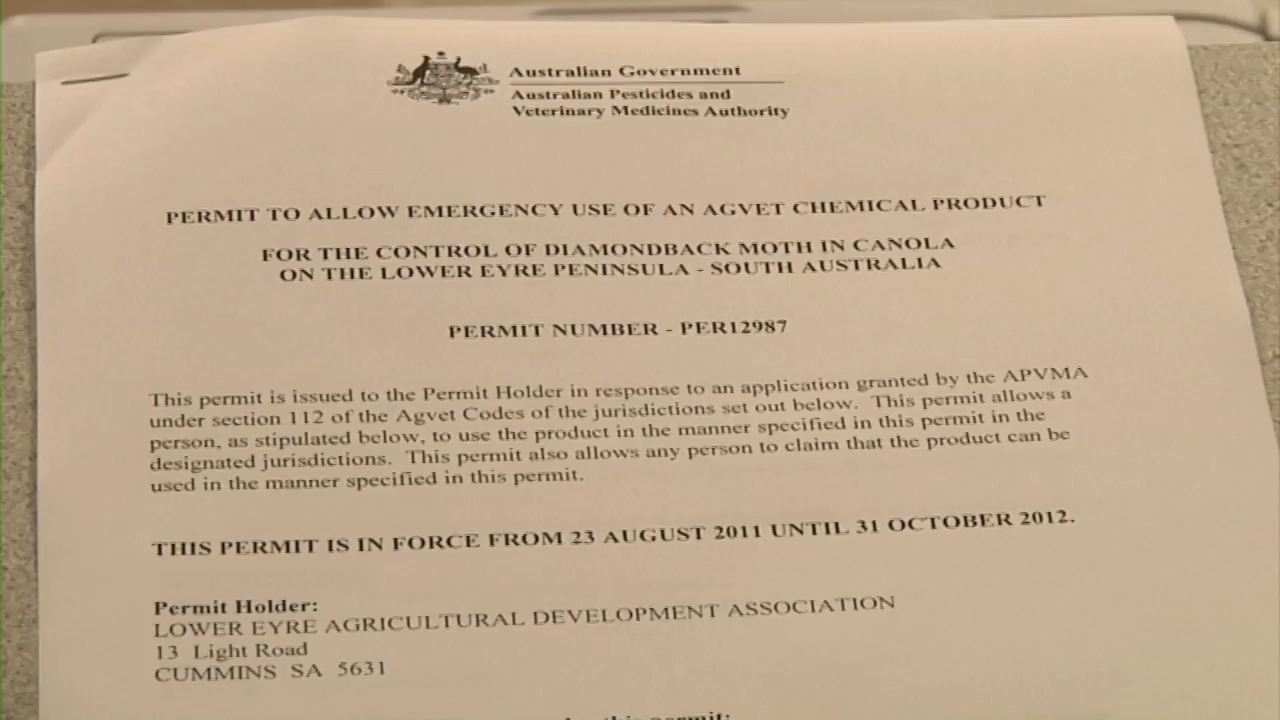 Australian Government
Australian Pesticides and
Veterinary Medicines Authority
PERMIT TO ALLOW EMERGENCY USE OF AN AGVET CHEMICAL PRODUCT
FOR THE CONTROL OF DIAMONDBACK MOTH IN CANOLA
ON THE LOWER EYRE PENINSULA - SOUTH AUSTRALIA
PERMIT NUMBER - PER12987
This permit is issued to the Permit Holder in response to an application granted by the APVMA
under section 112 of the Agvet Codes of the jurisdictions set out below. This permit allows a
person, as stipulated below, to use the product in the manner specified in this permit in the
designated jurisdictions. This permit also allows any person to claim that the product can be
used in the manner specified in this permit.
THIS PERMIT IS IN FORCE FROM 23 AUGUST 2011 UNTIL 31 OCTOBER 2012.
Permit Holder:
LOWER EYRE AGRICULTURAL DEVELOPMENT ASSOCIATION
13 Light Road
CUMMINS SA 5631
this permit: